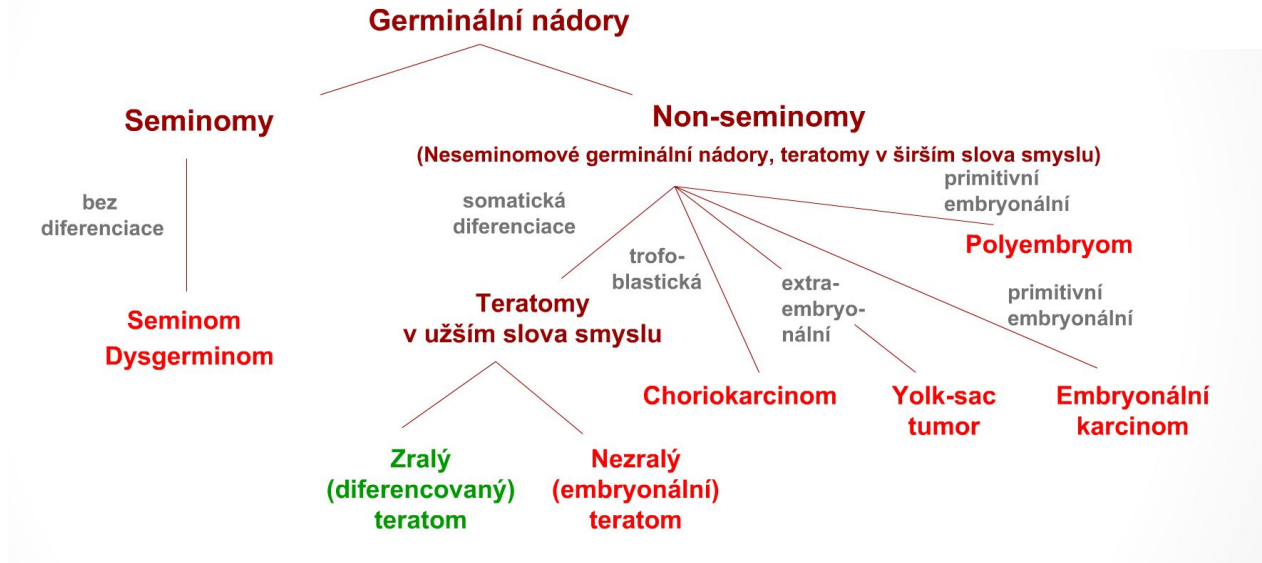 Germinální nádory
Seminomy
Non-seminomy
(Neseminomové germinální nádory, teratomy v širším slova smyslu)
bez
diferenciace
somatická
diferenciace
trofo-
blastická
extra-
embryo-
nální
primitivní
embryonální
Polyembryom
primitivní
embryonální
Seminom
Dysgerminom
Teratomy
v užším slova smyslu
Choriokarcinom
Yolk-sac
tumor
Embryonální
karcinom
Zralý
(diferencovaný)
teratom
Nezralý
(embryonální)
teratom